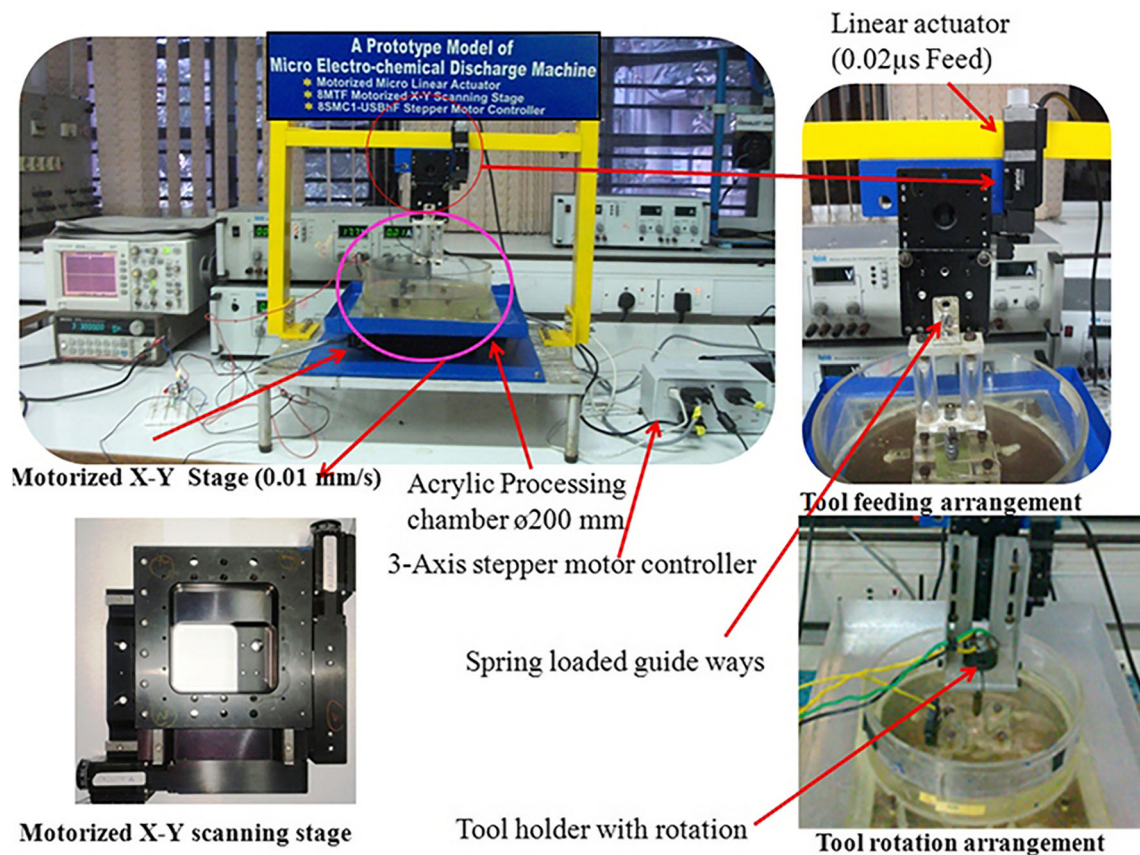 A Prototype Model of
Micro Electro-chemical Discharge Machine
Motorized Micro Linear Actuator
8MTF Motorized X-Y Scanning Stage
8SMC1-USBhF Stepper Motor Controller
Linear actuator
(0.02µs Feed)
Motorized X-Y Stage (0.01 mm/s)
Acrylic Processing
chamber ø200 mm
3-Axis stepper motor controller
Tool feeding arrangement
Spring loaded guide ways
Motorized X-Y scanning stage
Tool holder with rotation
Tool rotation arrangement
V
A